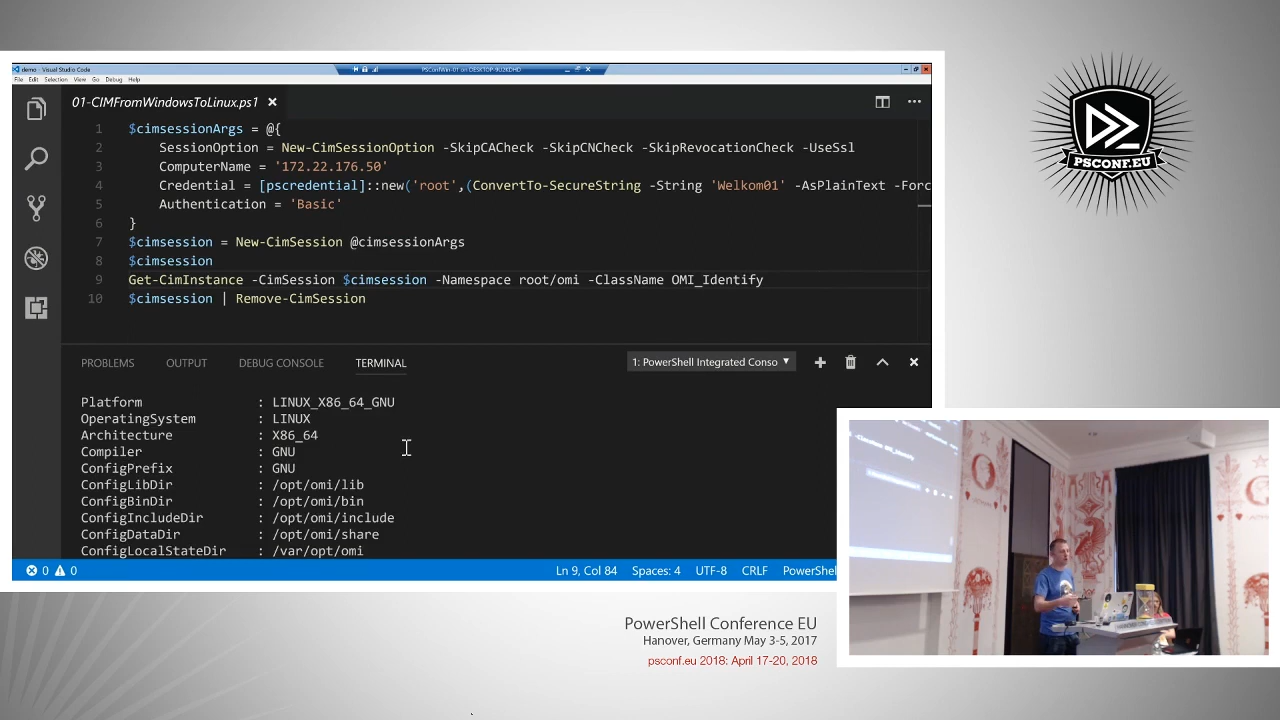 demo - Visual Studio Code
PSConfWin-01 on DESKTOP-9U2KDHD
File Edit Selection View Go Debug Help
01-CIMFromWindowsToLinux.ps1
1 $cimsessionArgs = @{
2 SessionOption = New-CimSessionOption -SkipCACheck -SkipCNCheck -SkipRevocationCheck -UseSsl
3 ComputerName = '172.22.176.50'
4 Credential = [pscredential]::new('root',(ConvertTo-SecureString -String 'Welkom01' -AsPlainText -Forc
5 Authentication = 'Basic'
6 }
7 $cimsession = New-CimSession @cimsessionArgs
8 $cimsession
9 Get-CimInstance -CimSession $cimsession -Namespace root/omi -ClassName OMI_Identify
10 $cimsession | Remove-CimSession
PROBLEMS OUTPUT DEBUG CONSOLE TERMINAL 1: PowerShell Integrated Conso
Platform : LINUX_X86_64_GNU
OperatingSystem : LINUX
Architecture : X86_64
Compiler : GNU
ConfigPrefix : GNU
ConfigLibDir : /opt/omi/lib
ConfigBinDir : /opt/omi/bin
ConfigIncludeDir : /opt/omi/include
ConfigDataDir : /opt/omi/share
ConfigLocalStateDir : /var/opt/omi
0 0 Ln 9, Col 84 Spaces: 4 UTF-8 CRLF PowerShel
PSCONF.EU
PowerShell Conference EU
Hanover, Germany May 3-5, 2017
psconf.eu 2018: April 17-20, 2018